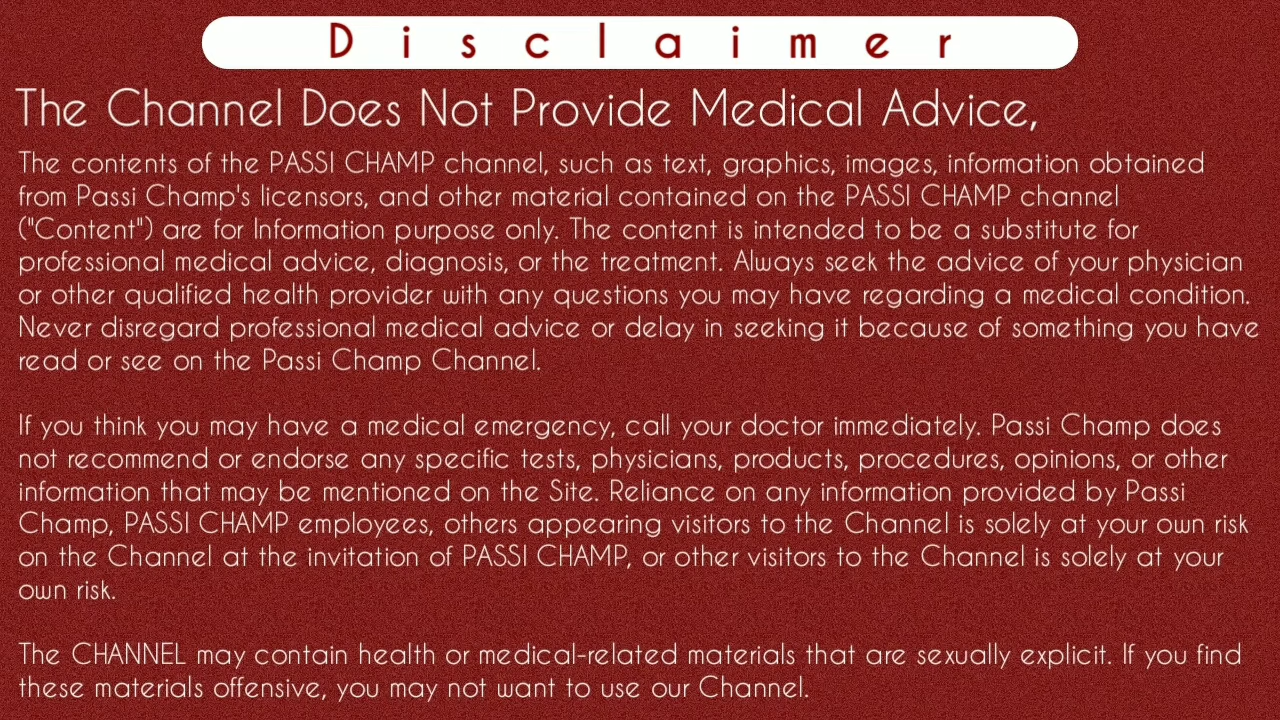 Disclaimer
The Channel Does Not Provide Medical Advice,
The contents of the PASSI CHAMP channel, such as text, graphics, images, information obtained
from Passi Champ's licensors, and other material contained on the PASSI CHAMP channel
("Content") are for Information purpose only. The content is intended to be a substitute for
professional medical advice, diagnosis, or the treatment. Always seek the advice of your physician
or other qualified health provider with any questions you may have regarding a medical condition.
Never disregard professional medical advice or delay in seeking it because of something you have
read or see on the Passi Champ Channel.
If you think you may have a medical emergency, call your doctor immediately. Passi Champ does
not recommend or endorse any specific tests, physicians, products, procedures, opinions, or other
information that may be mentioned on the Site. Reliance on any information provided by Passi
Champ, PASSI CHAMP employees, others appearing visitors to the Channel is solely at your own risk
on the Channel at the invitation of PASSI CHAMP, or other visitors to the Channel is solely at your
own risk.
The CHANNEL may contain health or medical-related materials that are sexually explicit. If you find
these materials offensive, you may not want to use our Channel.